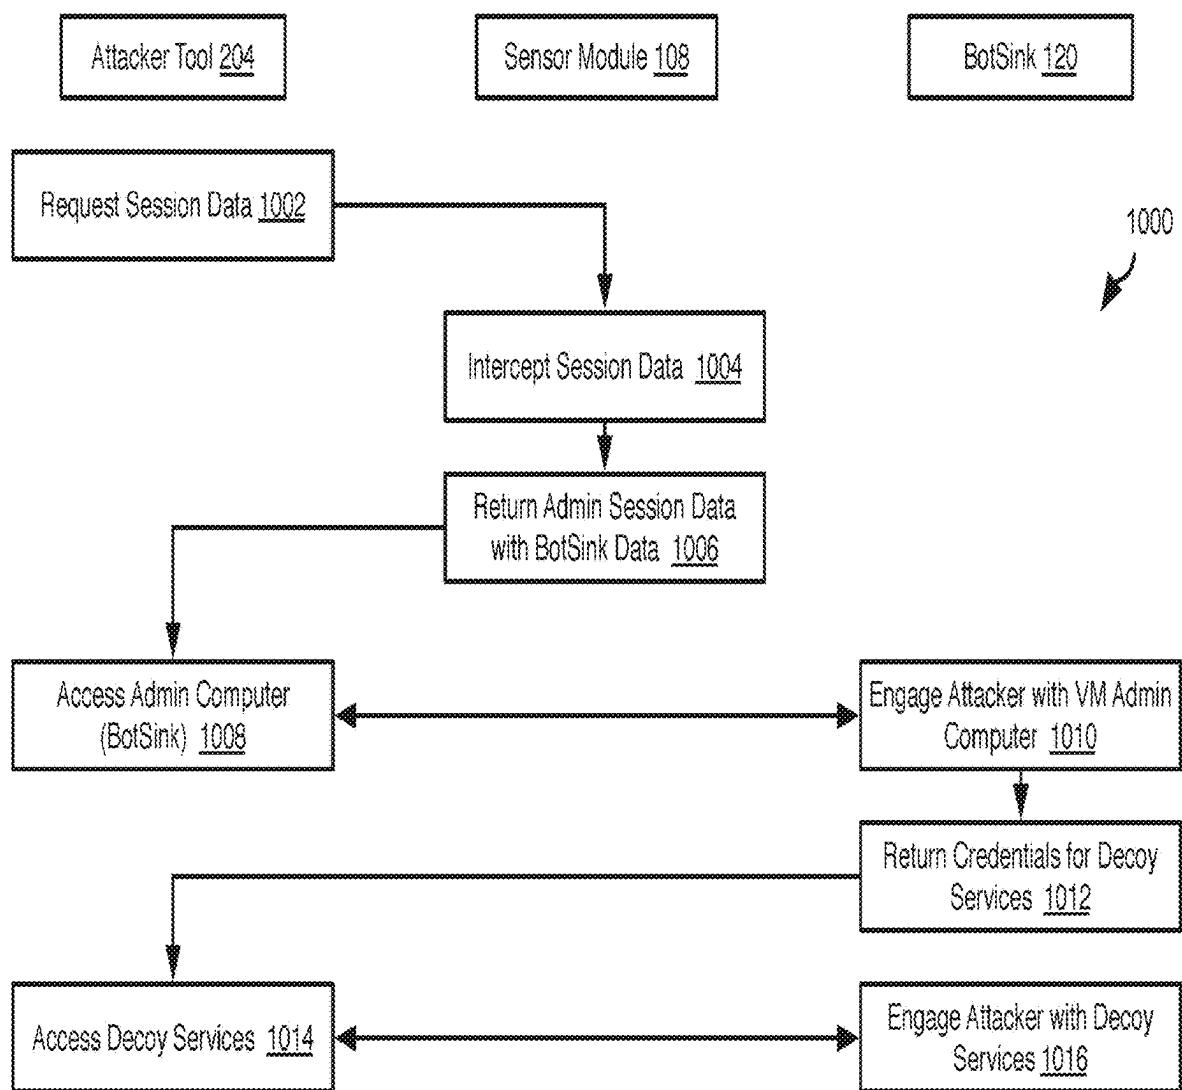 Attacker Tool 204
Sensor Module 108
BotSink 120
Request Session Data 1002
1000
Intercept Session Data 1004
Return Admin Session Data
with BotSink Data 1006
Access Admin Computer
(BotSink) 1008
Engage Attacker with VM Admin
Computer 1010
Return Credentials for Decoy
Services 1012
Access Decoy Services 1014
Engage Attacker with Decoy
Services 1016